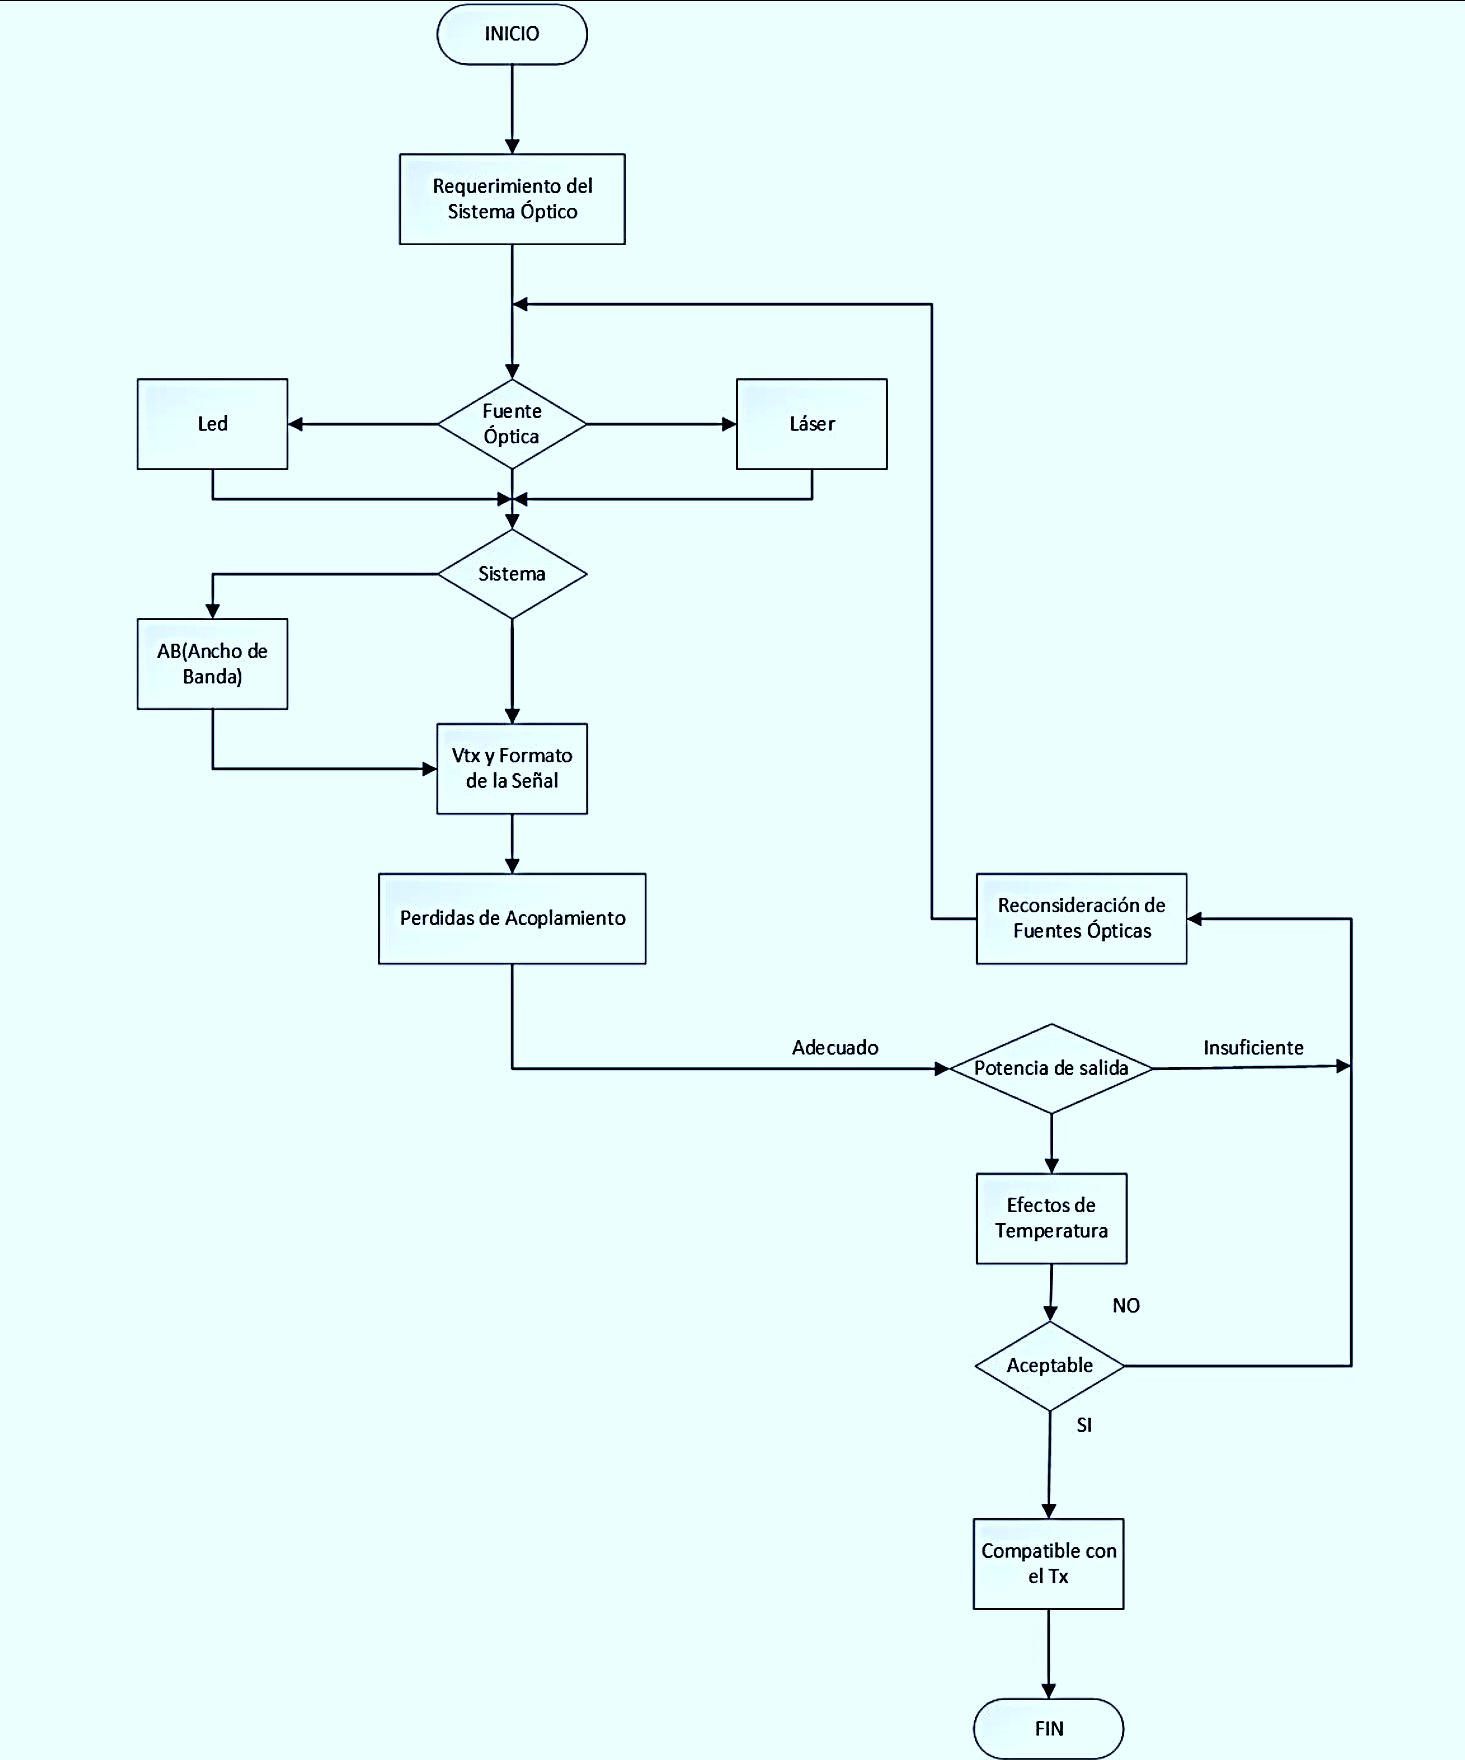 INICIO
Requerimiento del
Sistema Óptico
Led
Fuente
Óptica
Láser
Sistema
AB(Ancho de
Banda)
Vtx y Formato
de la Señal
Perdidas de Acoplamiento
Reconsideración de
Fuentes Ópticas
Adecuado
Potencia de salida
Insuficiente
Efectos de
Temperatura
NO
Aceptable
SI
Compatible con
el Tx
FIN